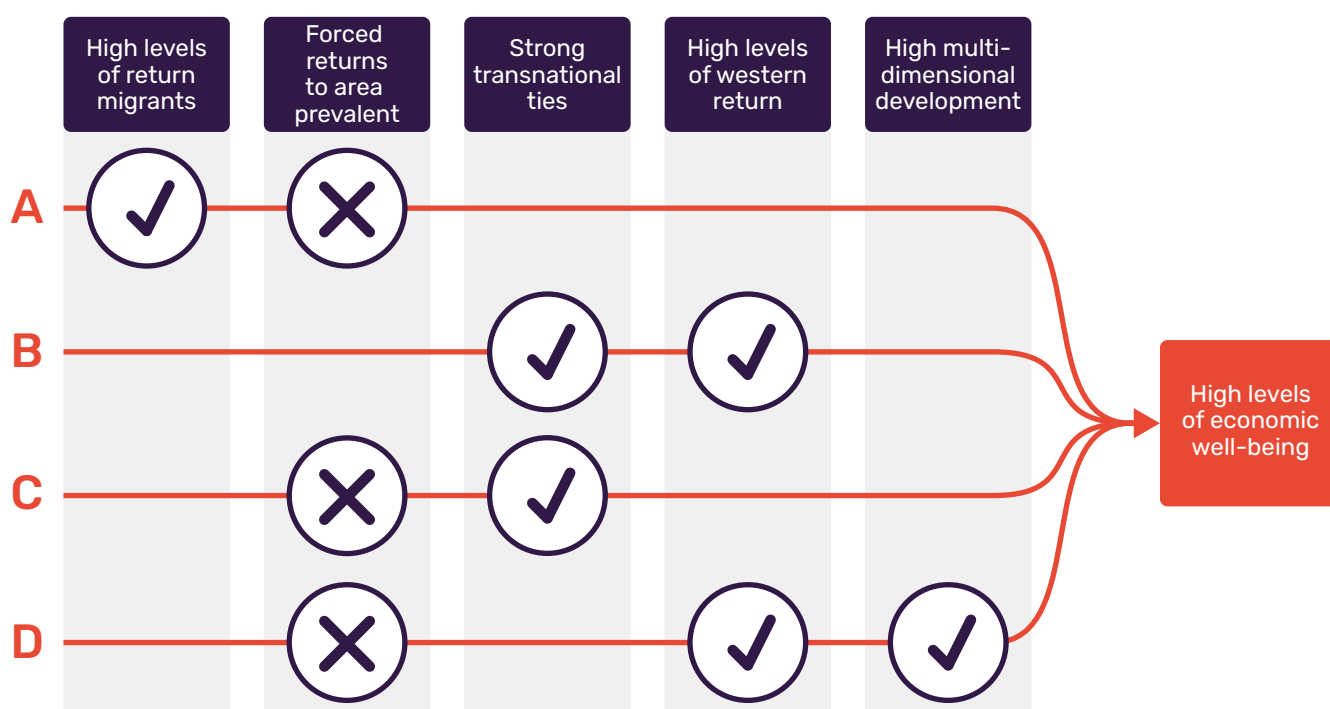 High levels
of return
migrants
Forced
returns
to area
prevalent
Strong
transnational
ties
High levels
of western
return
High multi-
dimensional
development
A
B
C
D
High levels
of economic
well-being